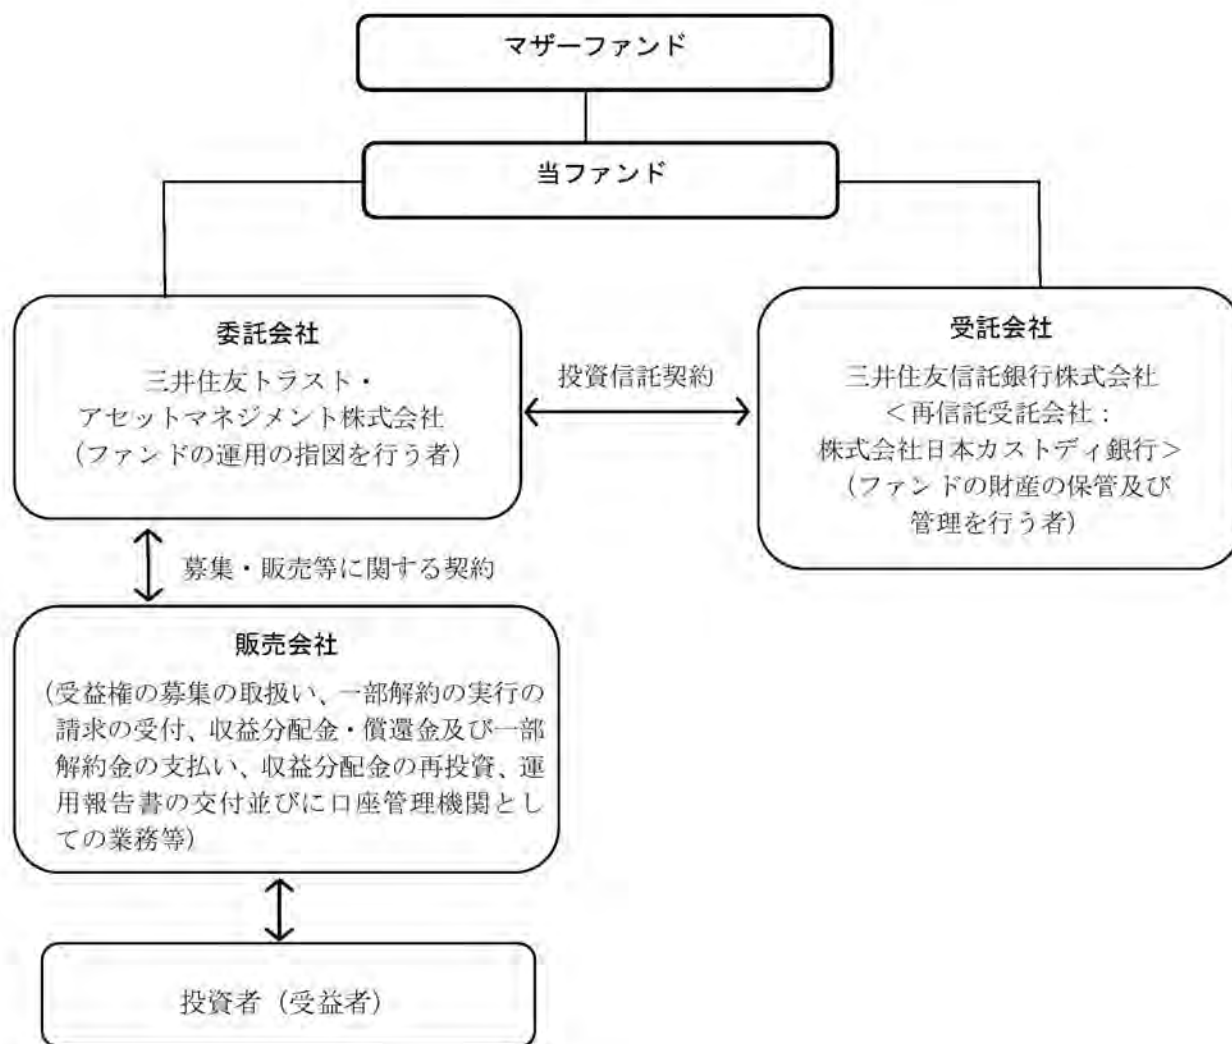 マザーファンド
当ファンド
委託会社
三井住友トラスト・
アセットマネジメント株式会社
（ファンドの運用の指図を行う者）
投資信託契約
受託会社
三井住友信託銀行株式会社
＜再信託受託会社：
株式会社日本カストディ銀行＞
（ファンドの財産の保管及び
管理を行う者）
募集・販売等に関する契約
販売会社
（受益権の募集の取扱い、一部解約の実行の
請求の受付、収益分配金・償還金及び一部
解約金の支払い、収益分配金の再投資、運
用報告書の交付並びに口座管理機関とし
ての業務等）
投資者（受益者）